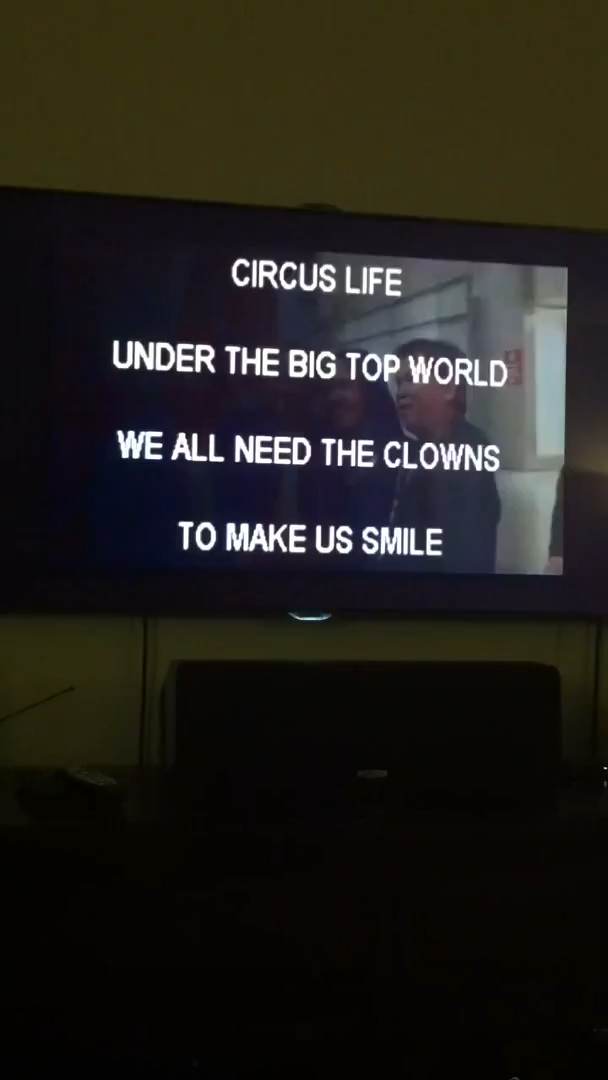 CIRCUS LIFE
UNDER THE BIG TOP WORLD
WE ALL NEED THE CLOWNS
TO MAKE US SMILE